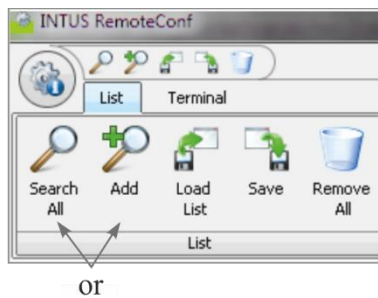 INTUS RemoteConf
List Terminal
Search All Add Load List Save Remove All
List
or